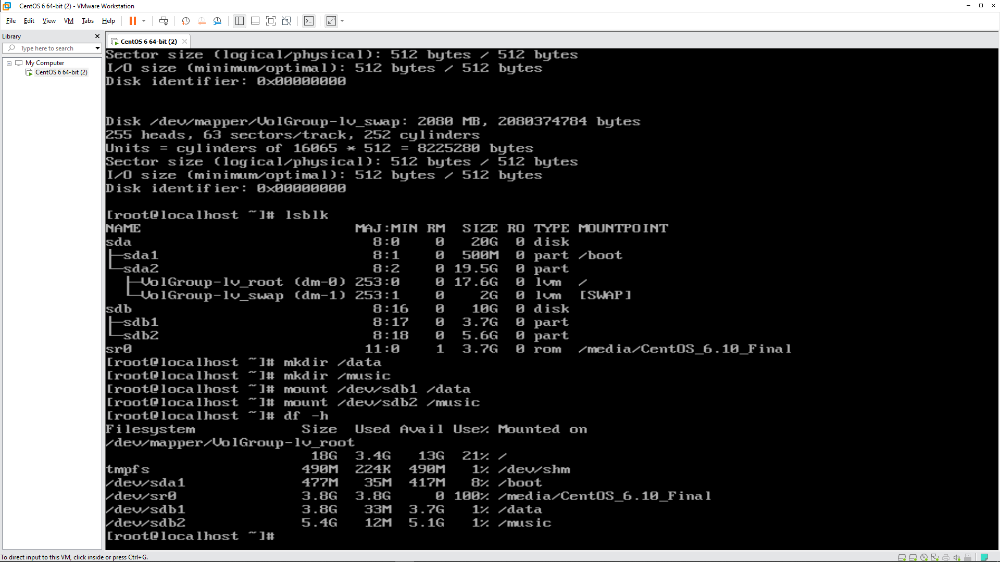 CentOS 6 64-bit (2) - VMware Workstation
File Edit View VM Tabs Help
Library
Type here to search
My Computer
CentOS 6 64-bit (2)
CentOS 6 64-bit (2)
Sector size (logical/physical): 512 bytes / 512 bytes
I/O size (minimum/optimal): 512 bytes / 512 bytes
Disk identifier: 0x00000000
Disk /dev/mapper/VolGroup-lv_swap: 2080 MB, 2080374784 bytes
255 heads, 63 sectors/track, 252 cylinders
Units = cylinders of 16065 * 512 = 8225280 bytes
Sector size (logical/physical): 512 bytes / 512 bytes
I/O size (minimum/optimal): 512 bytes / 512 bytes
Disk identifier: 0x00000000
[root@localhost ~]# lsblk
NAME MAJ:MIN RM SIZE RO TYPE MOUNTPOINT
sda 8:0 0 20G 0 disk
├─sda1 8:1 0 500M 0 part /boot
└─sda2 8:2 0 19.5G 0 part
├─VolGroup-lv_root (dm-0) 253:0 0 17.6G 0 lvm /
└─VolGroup-lv_swap (dm-1) 253:1 0 2G 0 lvm [SWAP]
sdb 8:16 0 10G 0 disk
├─sdb1 8:17 0 3.7G 0 part
└─sdb2 8:18 0 5.6G 0 part
sr0 11:0 1 3.7G 0 rom /media/CentOS_6.10_Final
[root@localhost ~]# mkdir /data
[root@localhost ~]# mkdir /music
[root@localhost ~]# mount /dev/sdb1 /data
[root@localhost ~]# mount /dev/sdb2 /music
[root@localhost ~]# df -h
Filesystem Size Used Avail Use% Mounted on
/dev/mapper/VolGroup-lv_root
18G 3.4G 13G 21% /
tmpfs 490M 224K 490M 1% /dev/shm
/dev/sda1 477M 35M 417M 8% /boot
/dev/sr0 3.8G 3.8G 0 100% /media/CentOS_6.10_Final
/dev/sdb1 3.8G 33M 3.7G 1% /data
/dev/sdb2 5.4G 12M 5.1G 1% /music
[root@localhost ~]#
To direct input to this VM, click inside or press Ctrl+G.